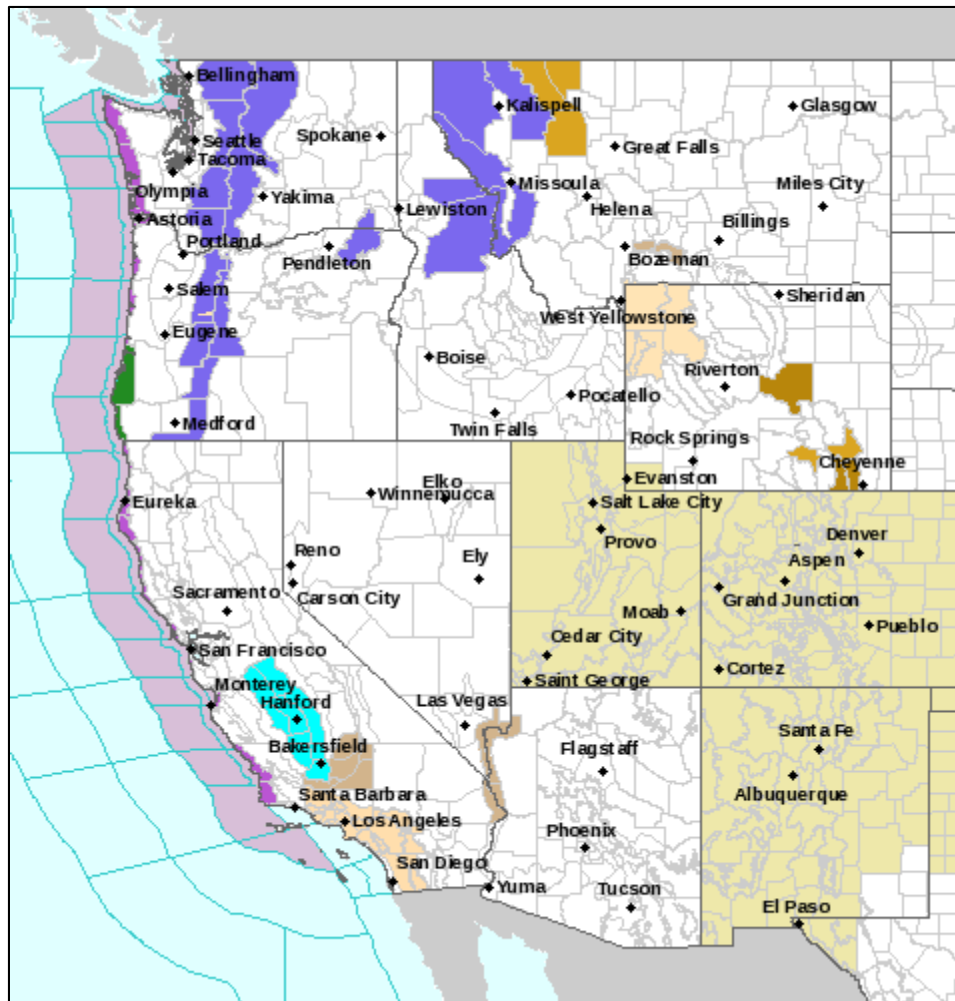 Bellingham
Kalispell
Glasgow
Spokane
Seattle
Great Falls
Tacoma
Olympia
Missoula
Miles City
Yakima
Lewiston
Helena
Billings
Astoria
Portland
Pendleton
Bozeman
Salem
Sheridan
West Yellowstone
Eugene
Boise
Riverton
Pocatello
Medford
Twin Falls
Rock Springs
Cheyenne
Elko
Evanston
Winnemucca
Eureka
Salt Lake City
Provo
Denver
Reno
Ely
Aspen
Sacramento
Carson City
Grand Junction
Moab
Pueblo
Cedar City
San Francisco
Cortez
Saint George
Monterey
Las Vegas
Hanford
Santa Fe
Bakersfield
Flagstaff
Albuquerque
Santa Barbara
Los Angeles
Phoenix
San Diego
Yuma
Tucson
El Paso